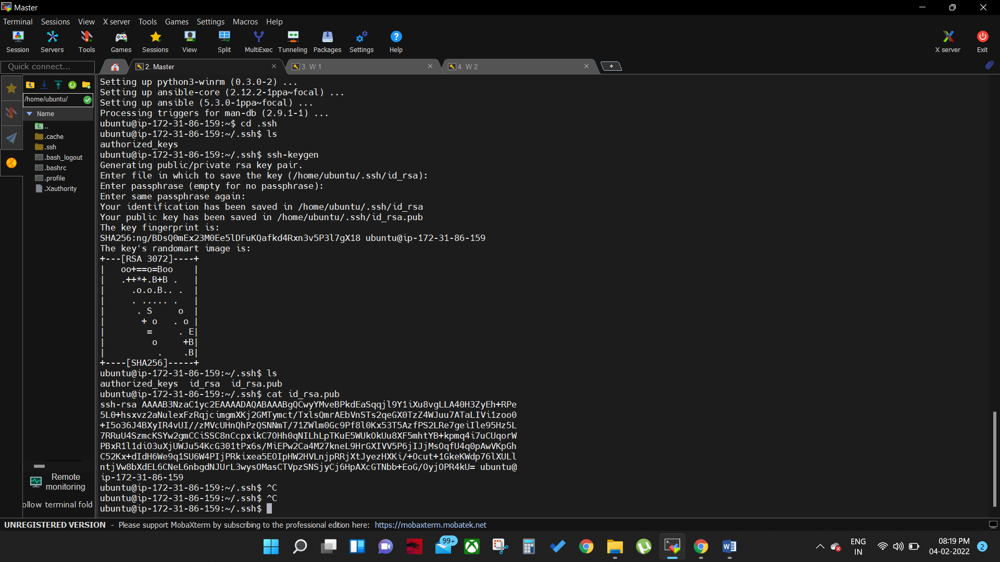 Master
Terminal Sessions View X server Tools Games Settings Macros Help
Session Servers Tools Games Sessions View Split MultiExec Tunneling Packages Settings Help X server Exit
Quick connect... 2. Master 3. W 1 4. W 2
/home/ubuntu/
Name
..
.cache
.ssh
.bash_logout
.bashrc
.profile
.Xauthority
Remote
monitoring
ollow terminal fold
Setting up python3-winrm (0.3.0-2) ...
Setting up ansible-core (2.12.2-1ppa~focal) ...
Setting up ansible (5.3.0-1ppa~focal) ...
Processing triggers for man-db (2.9.1-1) ...
ubuntu@ip-172-31-86-159:~$ cd .ssh
ubuntu@ip-172-31-86-159:~/.ssh$ ls
authorized_keys
ubuntu@ip-172-31-86-159:~/.ssh$ ssh-keygen
Generating public/private rsa key pair.
Enter file in which to save the key (/home/ubuntu/.ssh/id_rsa):
Enter passphrase (empty for no passphrase):
Enter same passphrase again:
Your identification has been saved in /home/ubuntu/.ssh/id_rsa
Your public key has been saved in /home/ubuntu/.ssh/id_rsa.pub
The key fingerprint is:
SHA256:ng/BDsQ0mEx23M0Ee5lDFuKQafkd4Rxn3v5P3l7gX18 ubuntu@ip-172-31-86-159
The key's randomart image is:
+---[RSA 3072]----+
|   oo+==o=Boo    |
|   .++*+.B+B .   |
|     .o.o.B.. .  |
|     . ..... .   |
|      . S     o  |
|       + o   . o |
|        =     . E|
|         o     +B|
|          .    .B|
+----[SHA256]-----+
ubuntu@ip-172-31-86-159:~/.ssh$ ls
authorized_keys  id_rsa  id_rsa.pub
ubuntu@ip-172-31-86-159:~/.ssh$ cat id_rsa.pub
ssh-rsa AAAAB3NzaC1yc2EAAAADAQABAAABgQCwyYMveBPkdEaSqqjl9Y1iXu8vgLLA40H3ZyEh+RPe
5L0+hsxvz2aNulexFzRqjcimgmXKj2GMTymct/TxlsQmrAEbVnSTs2qeGX0TzZ4WJuu7ATaLIVi1zoo0
+I5o36J4BXyIR4vUI//zMVcUHnQhPzQSNNmT/71ZWlm0Gc9Pf8l0Kx53T5AzfPS2LRe7geiIle95Hz5L
7RRuU4SzmcKSYw2gmCCiSSC8nCcpxikC7OHh0qNILhLpTKuE5WUkOkUu8XF5mhtYB+kpmq4i7uCUqorW
PBxR1l1diO3uXjUWJu54KcG301tPx6s/MiEPw2Ca4M27kneL9HrGXIVV5P6jIJjMsOqfU4q0pAwVKpGh
C52Kx+dIdH6We9q1SU6W4PIjPRkixea5EOIpHW2HVLnjpRRjXtJyezHXKi/+Ocut+1GkeKWdp76lXULl
ntjVw8bXdEL6CNeL6nbgdNJUrL3wysOMasCTVpzSNSjyCj6HpAXcGTNbb+EoG/OyjOPR4kU= ubuntu@
ip-172-31-86-159
ubuntu@ip-172-31-86-159:~/.ssh$ ^C
ubuntu@ip-172-31-86-159:~/.ssh$ ^C
ubuntu@ip-172-31-86-159:~/.ssh$
UNREGISTERED VERSION - Please support MobaXterm by subscribing to the professional edition here: https://mobaxterm.mobatek.net
99+
ENG
IN
08:19 PM
04-02-2022
2